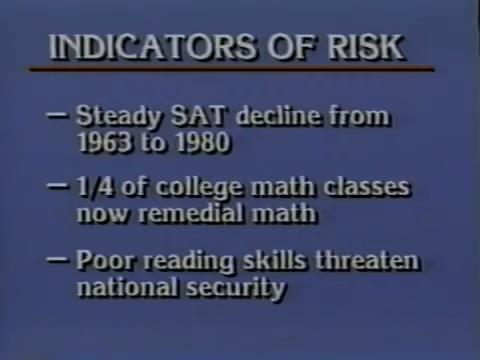 INDICATORS OF RISK
– Steady SAT decline from
1963 to 1980
– 1/4 of college math classes
now remedial math
– Poor reading skills threaten
national security